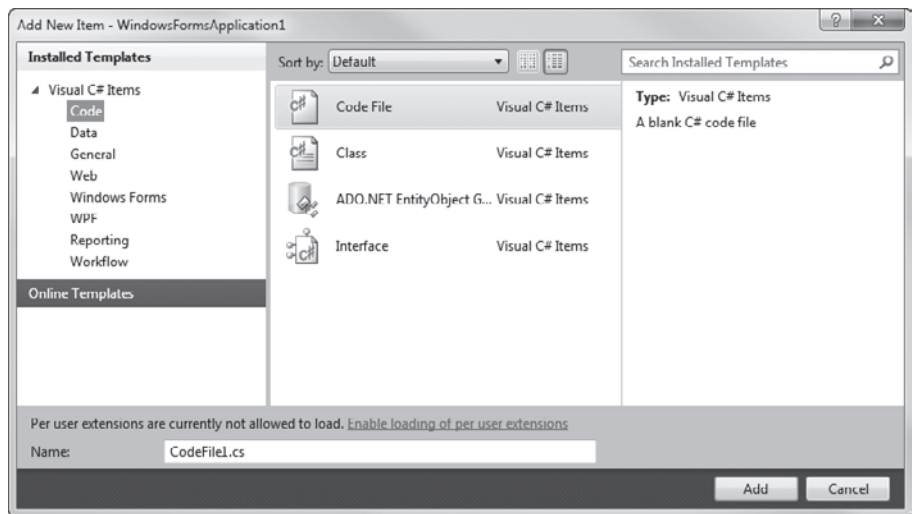 Add New Item - WindowsFormsApplication1
Installed Templates
Visual C# Items
Code
Data
General
Web
Windows Forms
WPF
Reporting
Workflow
Online Templates
Sort by: Default
Code File Visual C# Items
Class Visual C# Items
ADO.NET EntityObject G... Visual C# Items
Interface Visual C# Items
Search Installed Templates
Type: Visual C# Items
A blank C# code file
Per user extensions are currently not allowed to load. Enable loading of per user extensions
Name: CodeFile1.cs
Add Cancel